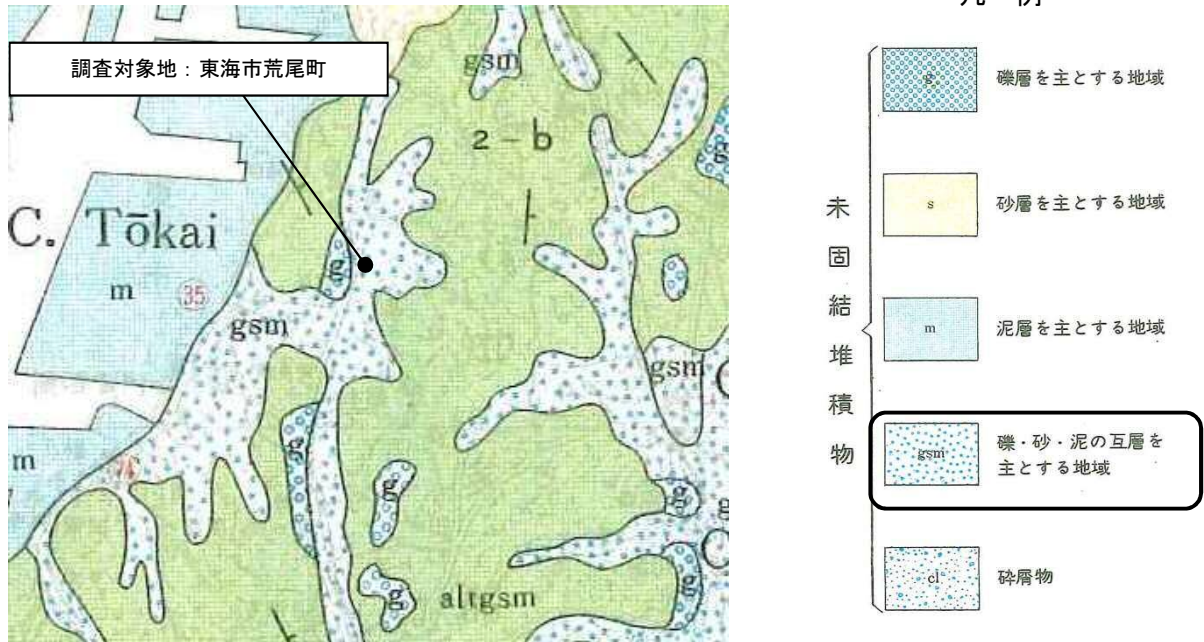 凡 例
調査対象地：東海市荒尾町
gsm
2-b
g
C. Tōkai
m
35
g
gsm
gsm
m
g
g
g
g
g
altgsm
未固結堆積物
g
礫層を主とする地域
s
砂層を主とする地域
m
泥層を主とする地域
gsm
礫・砂・泥の互層を
主とする地域
cl
砕屑物